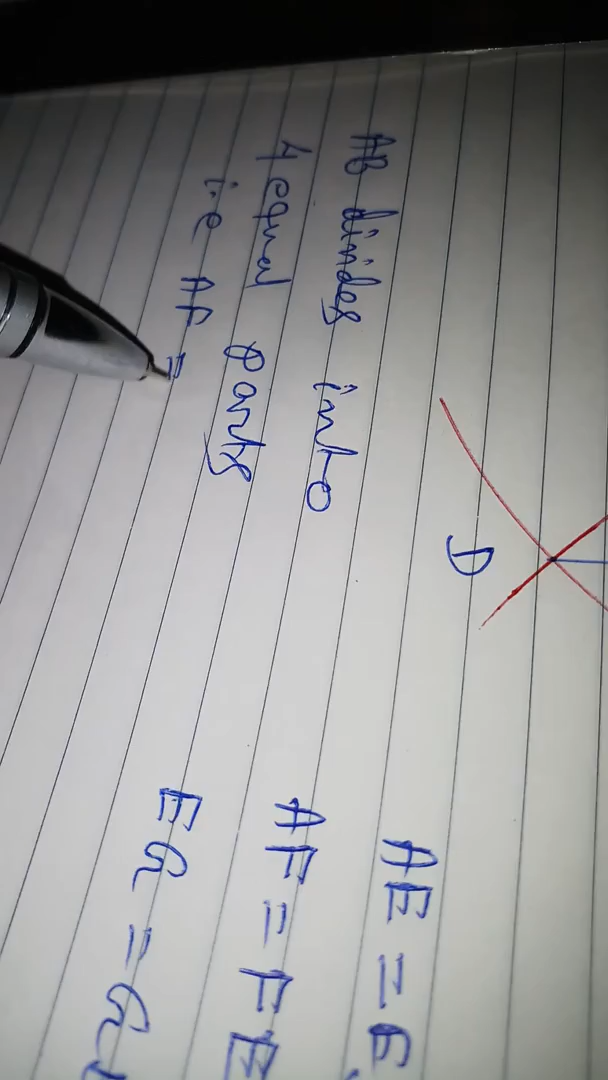 D
AB divides into
4 equal parts
i.e AF =
AE = E
AF = FE
EG = G